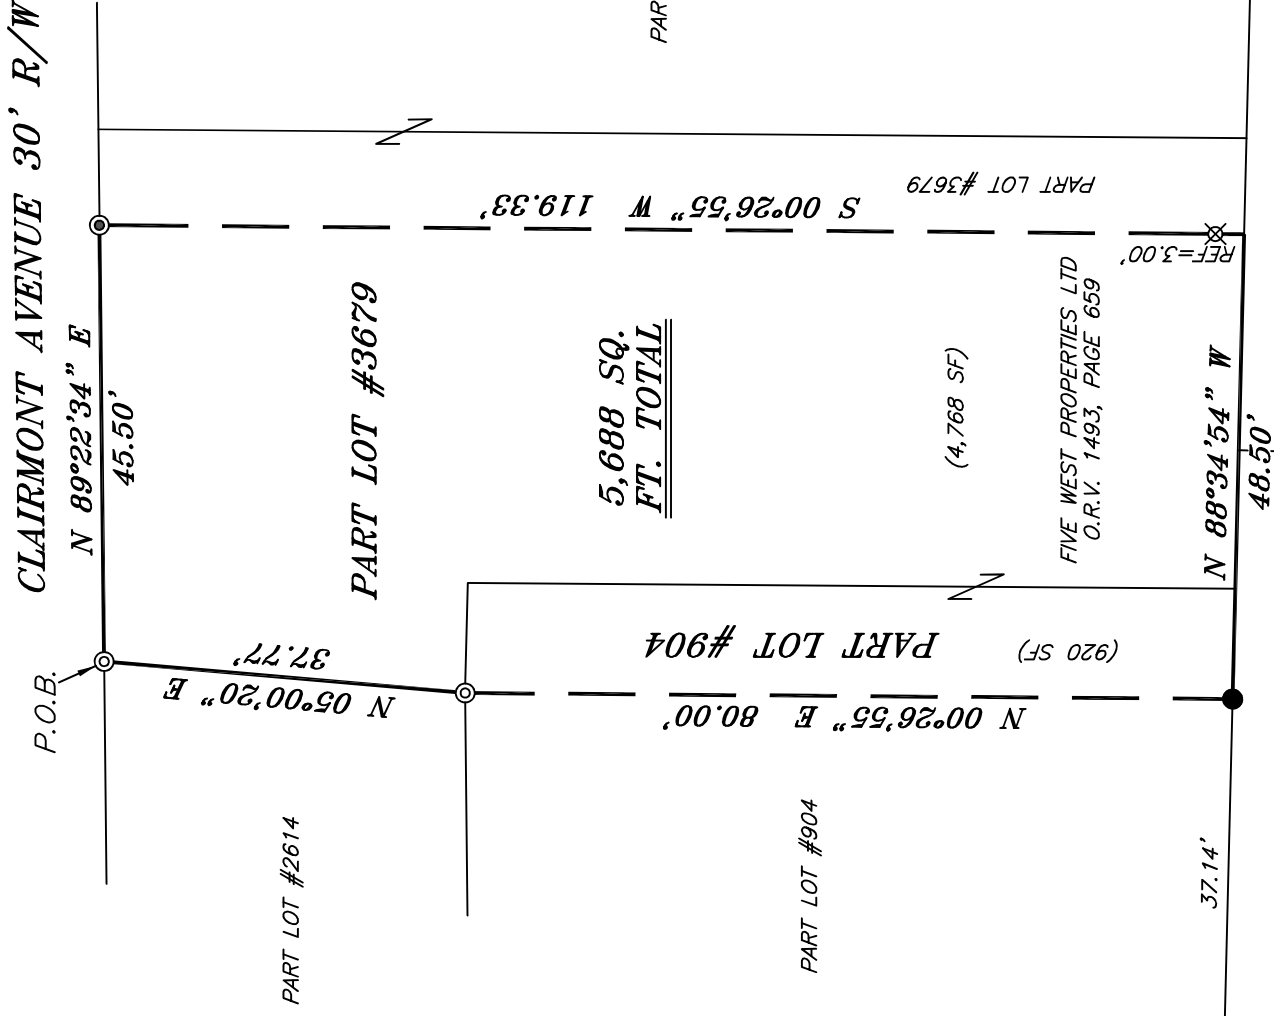 CLAIRMONT AVENUE 30' R/W
N 89°22'34" E
45.50'
P.O.B.
PART LOT #3679
5,688 SQ.
FT. TOTAL
(4,768 SF)
FIVE WEST PROPERTIES LTD
O.R.V. 1493, PAGE 659
N 88°34'54" W
48.50'
S 00°26'55" W 119.33'
PART LOT #3679
REF=3.00'
37.77'
N 05°00'20" E
PART LOT #904
(920 SF)
N 00°26'55" E 80.00'
PART LOT #2614
PART LOT #904
37.14'
PAR